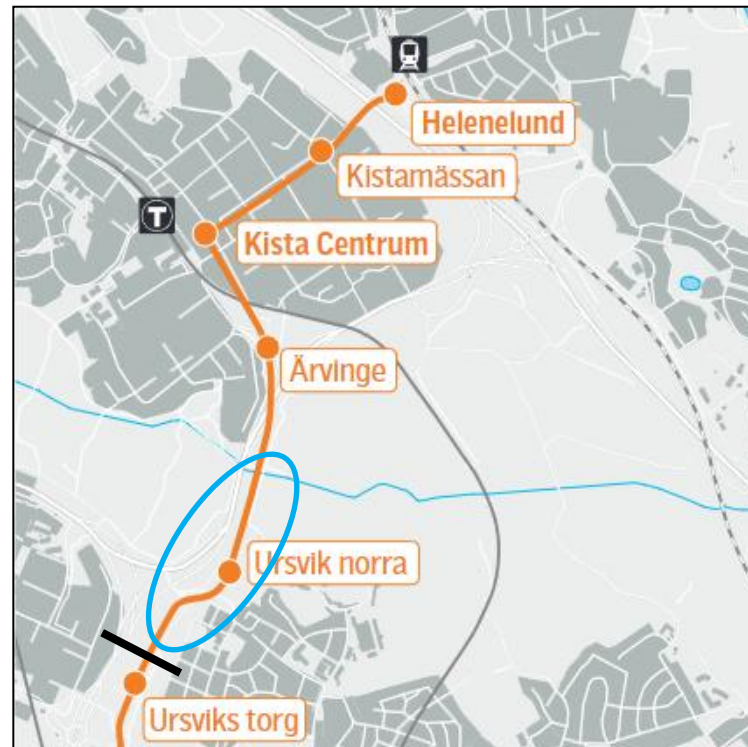 Helenelund
Kistamässan
T
Kista Centrum
Ärvinge
Ursvik norra
Ursviks torg